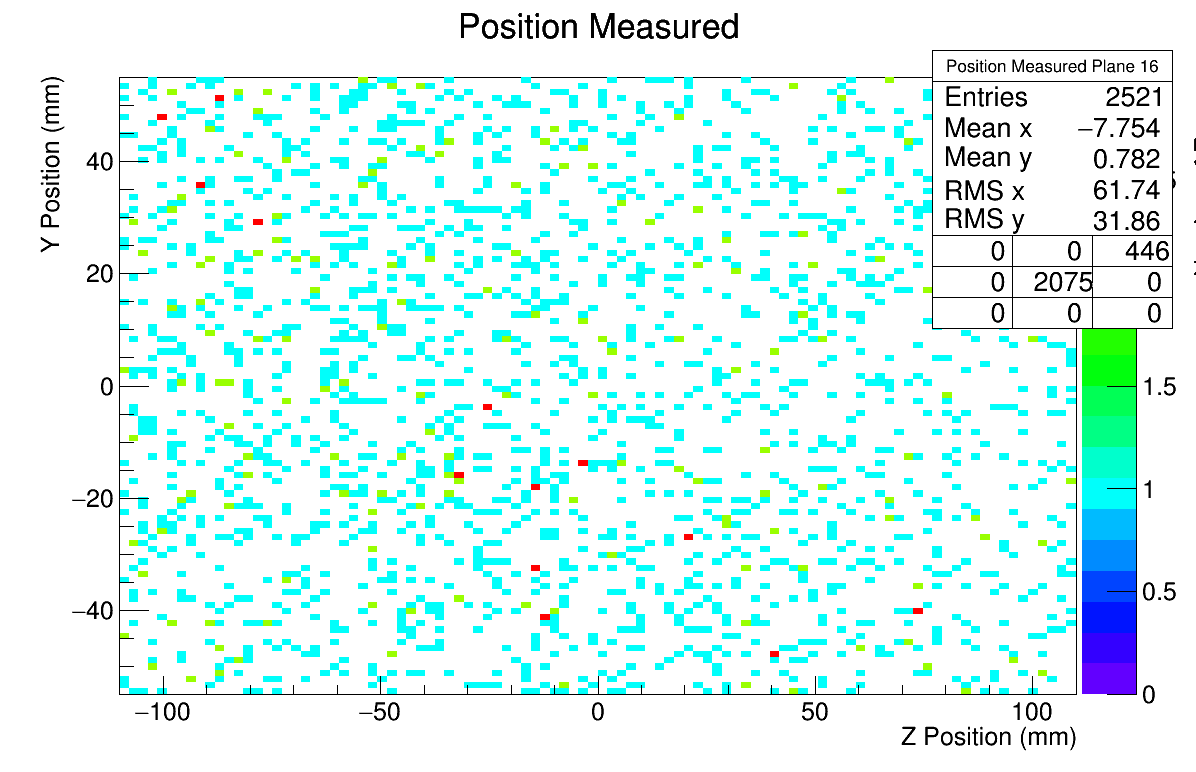 Position Measured
Y Position (mm)
40
20
0
−20
−40
−100
−50
0
50
100
Z Position (mm)
Position Measured Plane 16
Entries 2521
Mean x −7.754
Mean y 0.782
RMS x 61.74
RMS y 31.86
0 0 446
0 2075 0
0 0 0
1.5
1
0.5
0